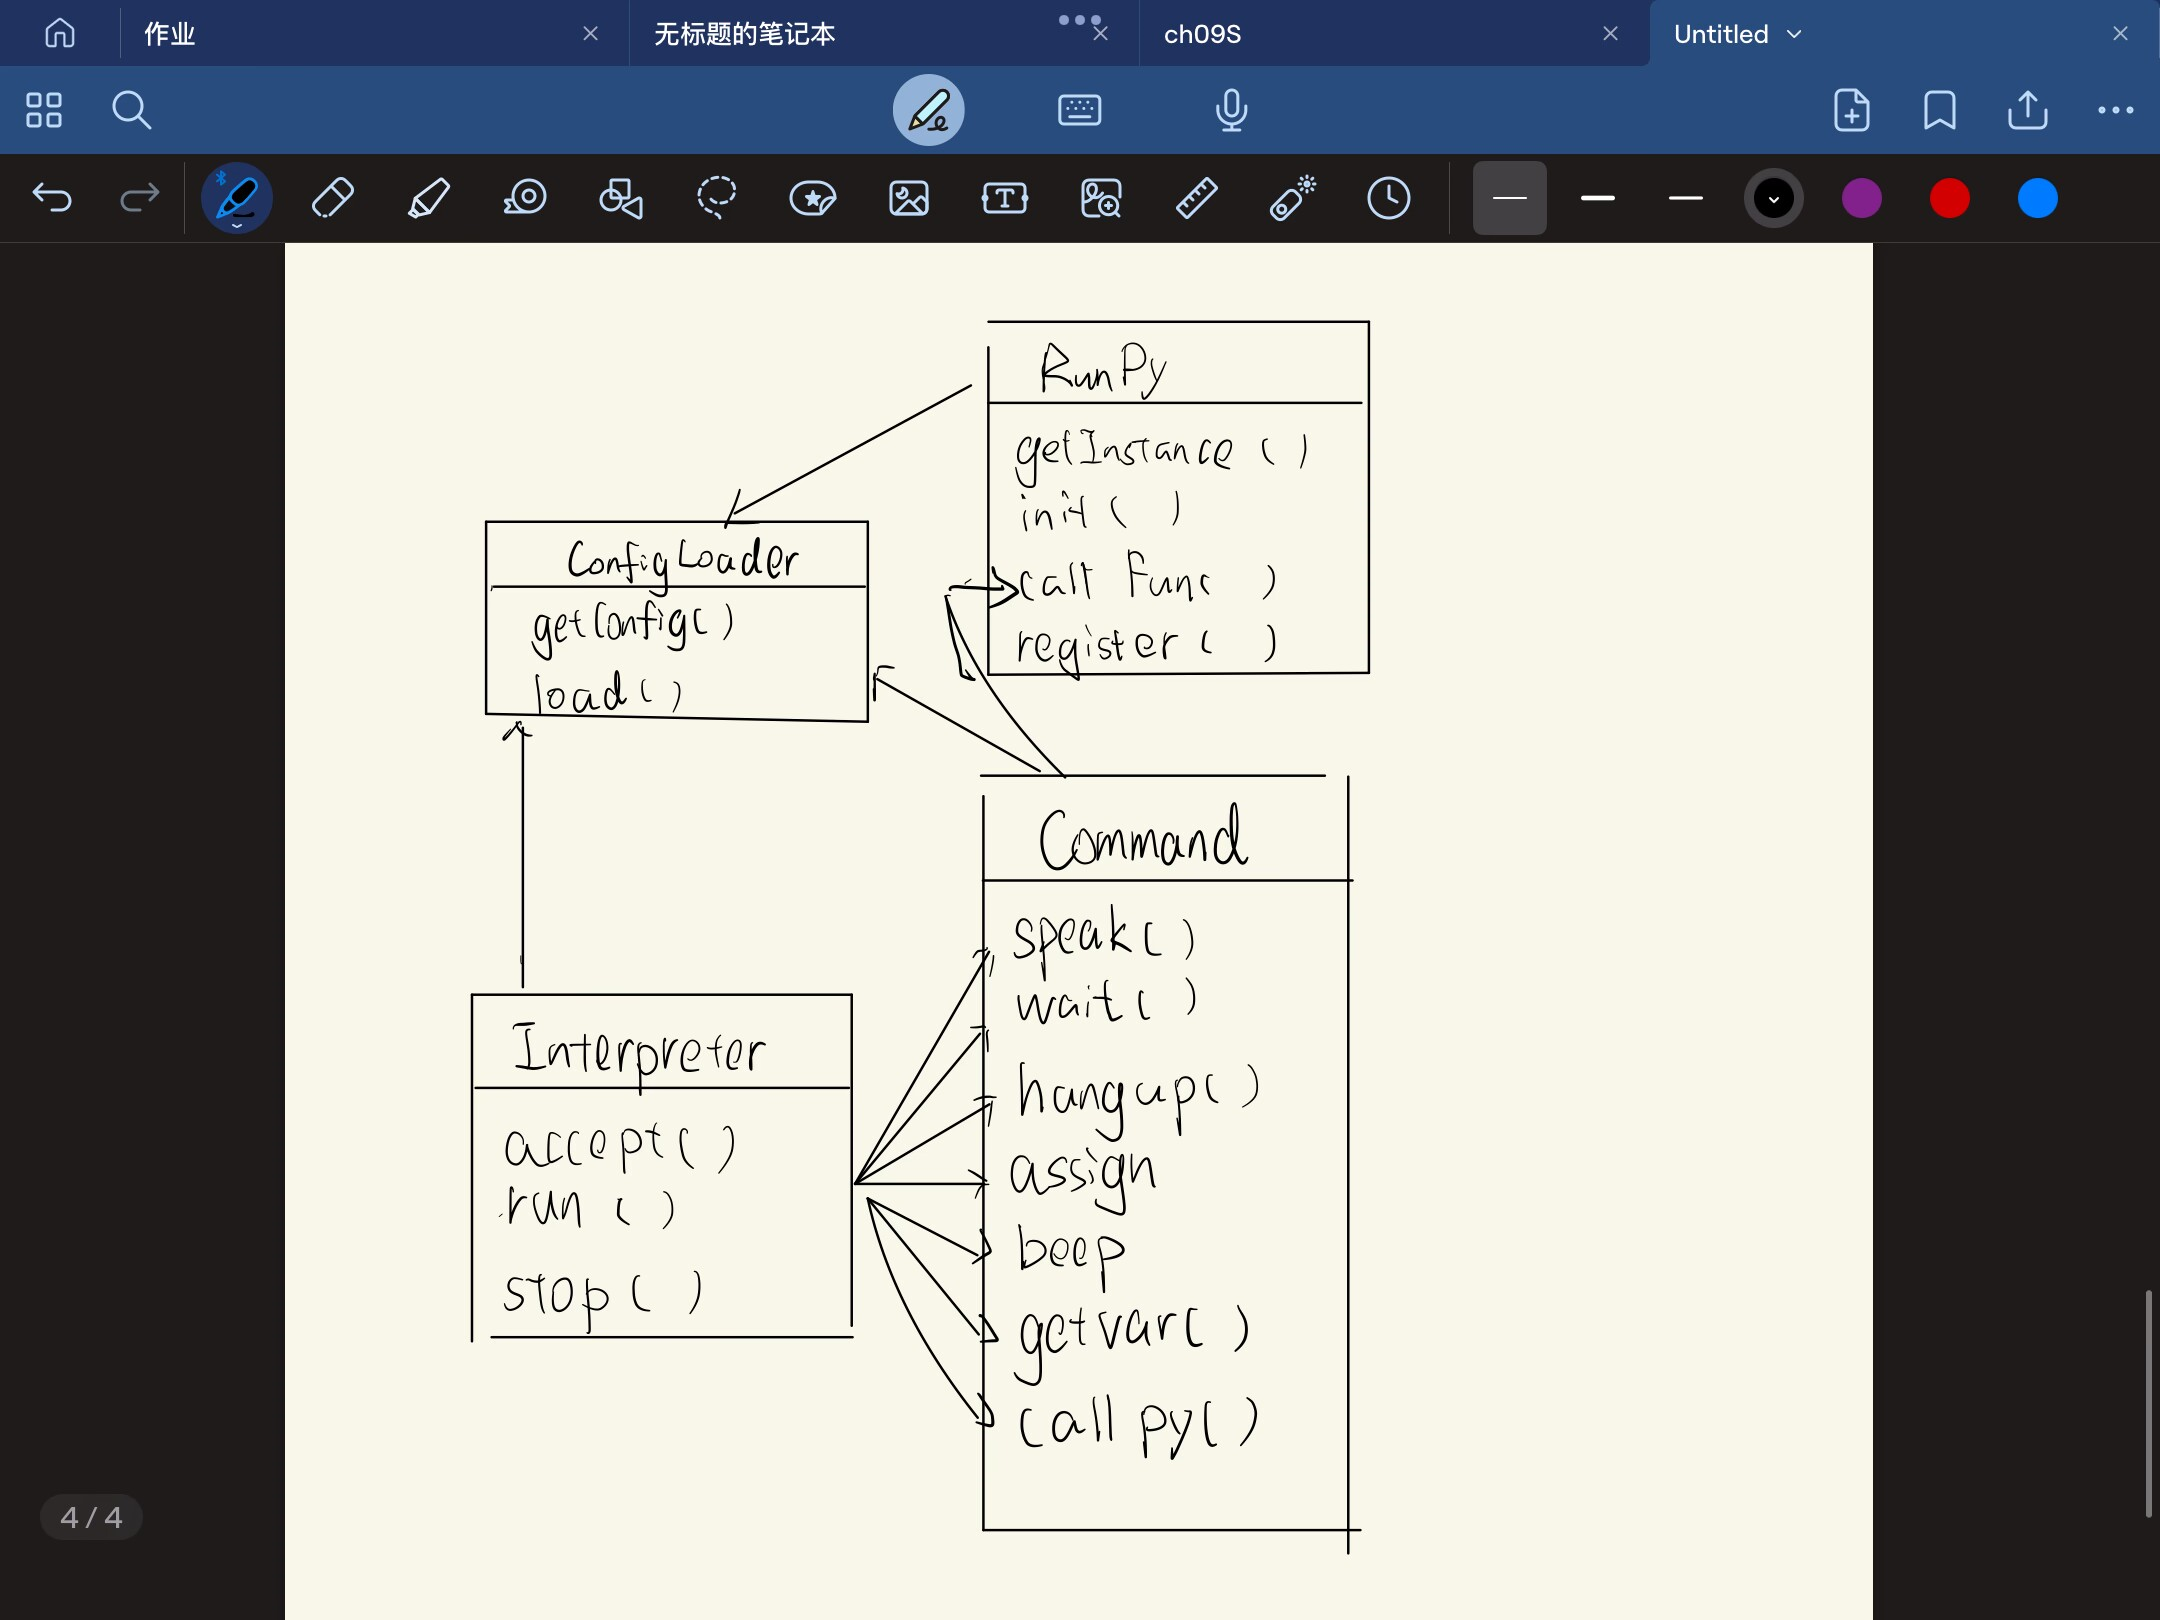 作业
无标题的笔记本
ch09S
Untitled
RunPy
getInstance ( )
init ( )
call Func ( )
register ( )
ConfigLoader
getConfig( )
load ( )
Command
speak ( )
wait ( )
hangup ( )
assign
beep
getvar ( )
call py ( )
Interpreter
accept ( )
run ( )
stop ( )
4 / 4